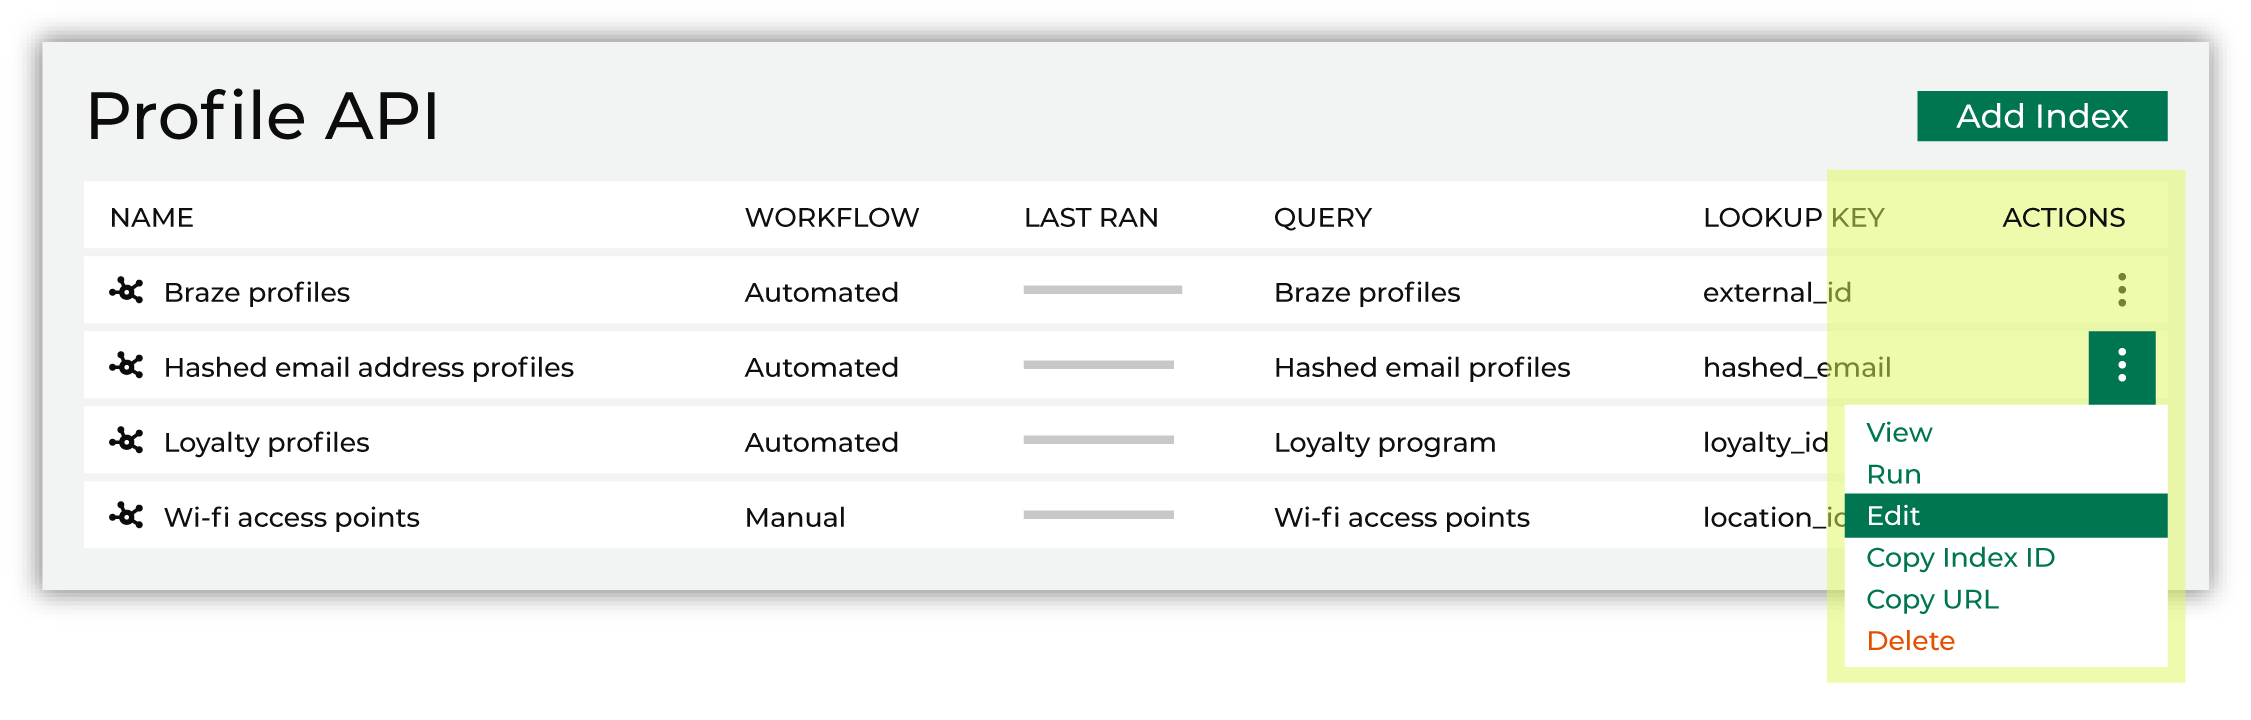 Profile API
Add Index
NAME WORKFLOW LAST RAN QUERY LOOKUP KEY ACTIONS
Braze profiles Automated Braze profiles external_id
Hashed email address profiles Automated Hashed email profiles hashed_email
Loyalty profiles Automated Loyalty program loyalty_id
Wi-fi access points Manual Wi-fi access points location_id
View
Run
Edit
Copy Index ID
Copy URL
Delete